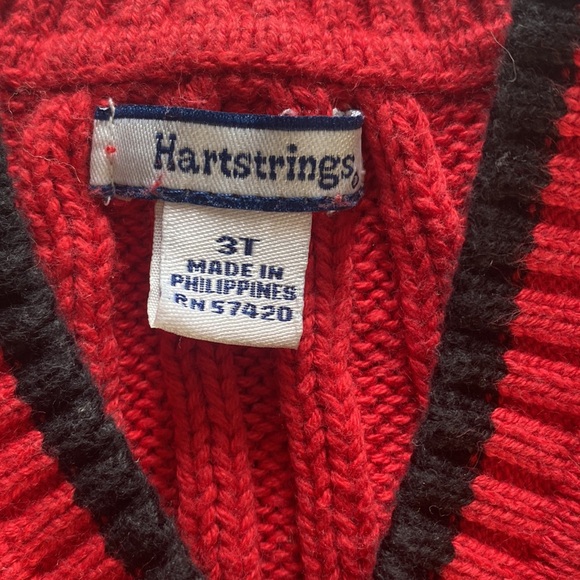 Hartstrings
3T
MADE IN
PHILIPPINES
RN 57420